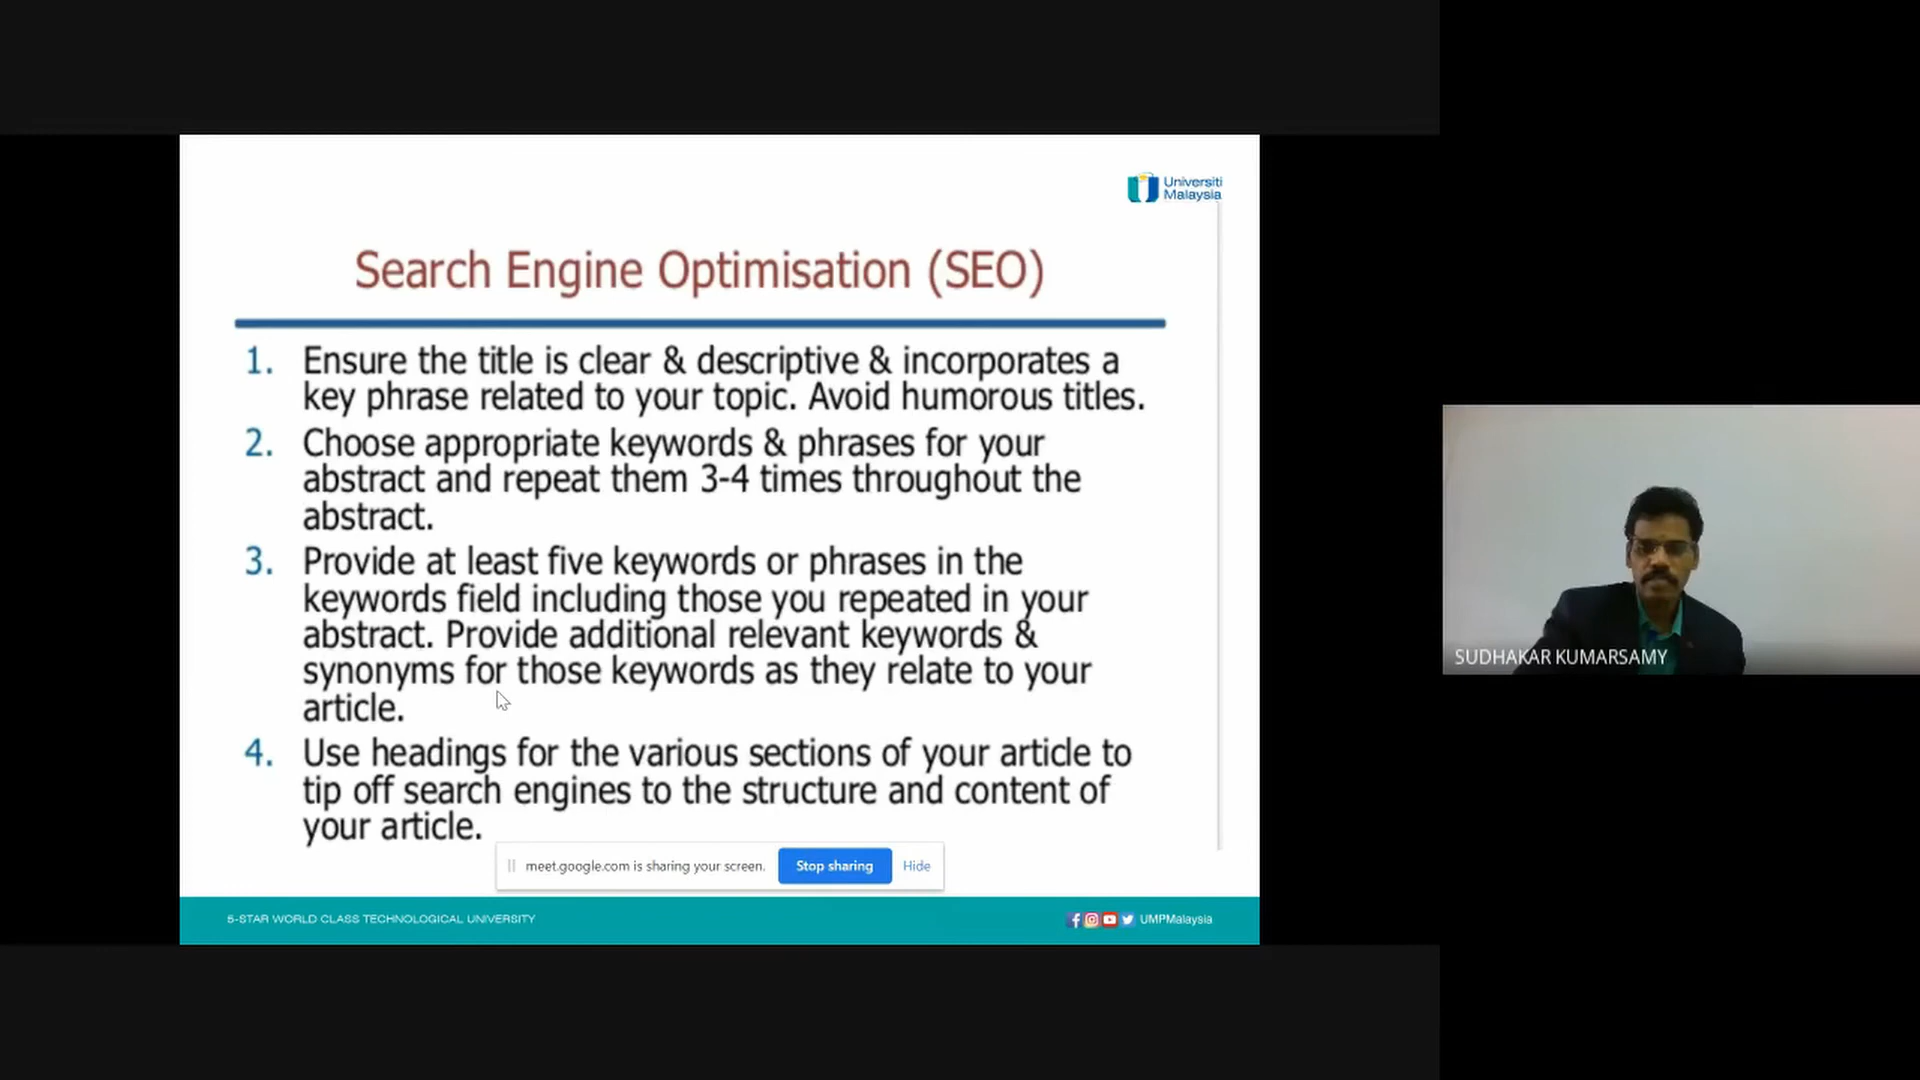 Universiti
Malaysia
Search Engine Optimisation (SEO)
1. Ensure the title is clear & descriptive & incorporates a
key phrase related to your topic. Avoid humorous titles.
2. Choose appropriate keywords & phrases for your
abstract and repeat them 3-4 times throughout the
abstract.
3. Provide at least five keywords or phrases in the
keywords field including those you repeated in your
abstract. Provide additional relevant keywords &
synonyms for those keywords as they relate to your
article.
4. Use headings for the various sections of your article to
tip off search engines to the structure and content of
your article.
meet.google.com is sharing your screen. Stop sharing Hide
5-STAR WORLD CLASS TECHNOLOGICAL UNIVERSITY
UMPMalaysia
SUDHAKAR KUMARSAMY